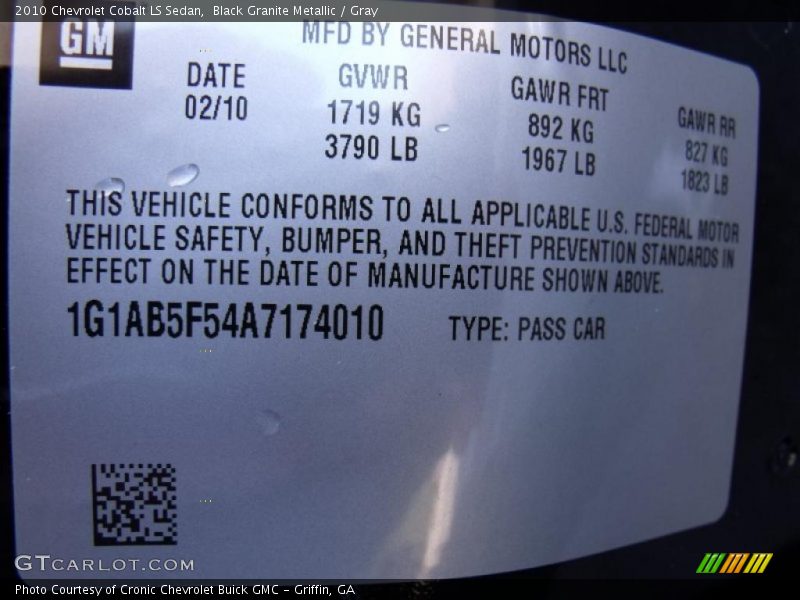 2010 Chevrolet Cobalt LS Sedan, Black Granite Metallic / Gray
GM
MFD BY GENERAL MOTORS LLC
DATE GVWR GAWR FRT GAWR RR
02/10 1719 KG 892 KG 827 KG
3790 LB 1967 LB 1823 LB
THIS VEHICLE CONFORMS TO ALL APPLICABLE U.S. FEDERAL MOTOR
VEHICLE SAFETY, BUMPER, AND THEFT PREVENTION STANDARDS IN
EFFECT ON THE DATE OF MANUFACTURE SHOWN ABOVE.
1G1AB5F54A7174010 TYPE: PASS CAR
GTCARLOT.COM
Photo Courtesy of Cronic Chevrolet Buick GMC - Griffin, GA